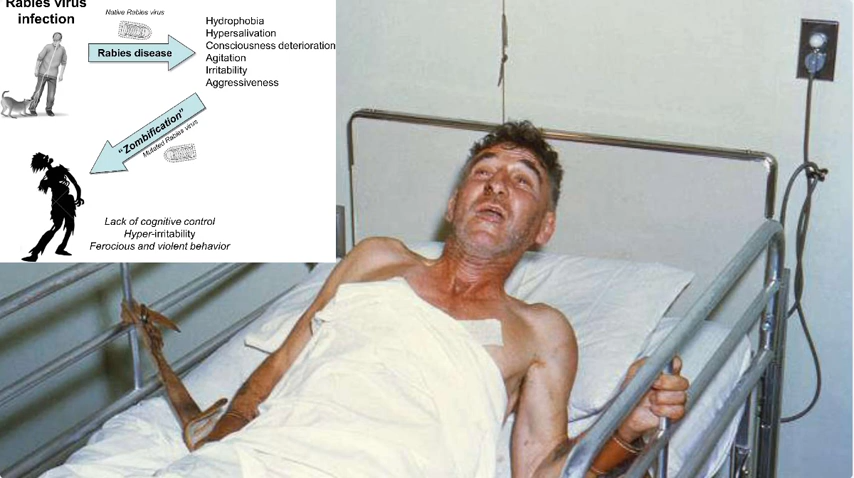 Rabies virus
infection
Native Rabies virus
Rabies disease
Hydrophobia
Hypersalivation
Consciousness deterioration
Agitation
Irritability
Aggressiveness
"Zombification"
Mutated Rabies virus
Lack of cognitive control
Hyper-irritability
Ferocious and violent behavior